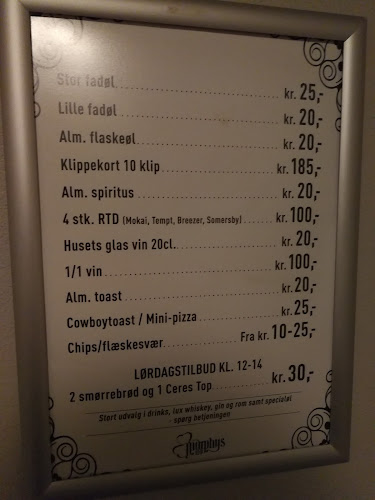 Stor fadøl kr. 25,-
Lille fadøl kr. 20,-
Alm. flaskeøl kr. 20,-
Klippekort 10 klip kr. 185,-
Alm. spiritus kr. 20,-
4 stk. RTD (Mokai, Tempt, Breezer, Somersby) kr. 100,-
Husets glas vin 20cl. kr. 20,-
1/1 vin kr. 100,-
Alm. toast kr. 20,-
Cowboytoast / Mini-pizza kr. 25,-
Chips/flæskesvær Fra kr. 10-25,-
LØRDAGSTILBUD KL. 12-14
2 smørrebrød og 1 Ceres Top kr. 30,-
Stort udvalg i drinks, lux whiskey, gin og rom samt specialøl
- spørg betjeningen